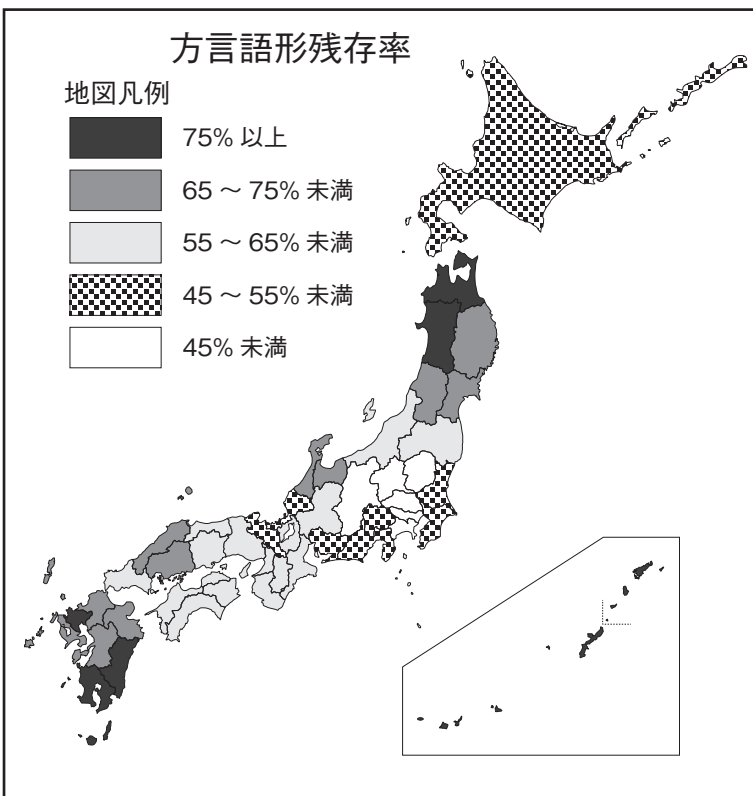 方言語形残存率
地図凡例
75% 以上
65 ～ 75% 未満
55 ～ 65% 未満
45 ～ 55% 未満
45% 未満